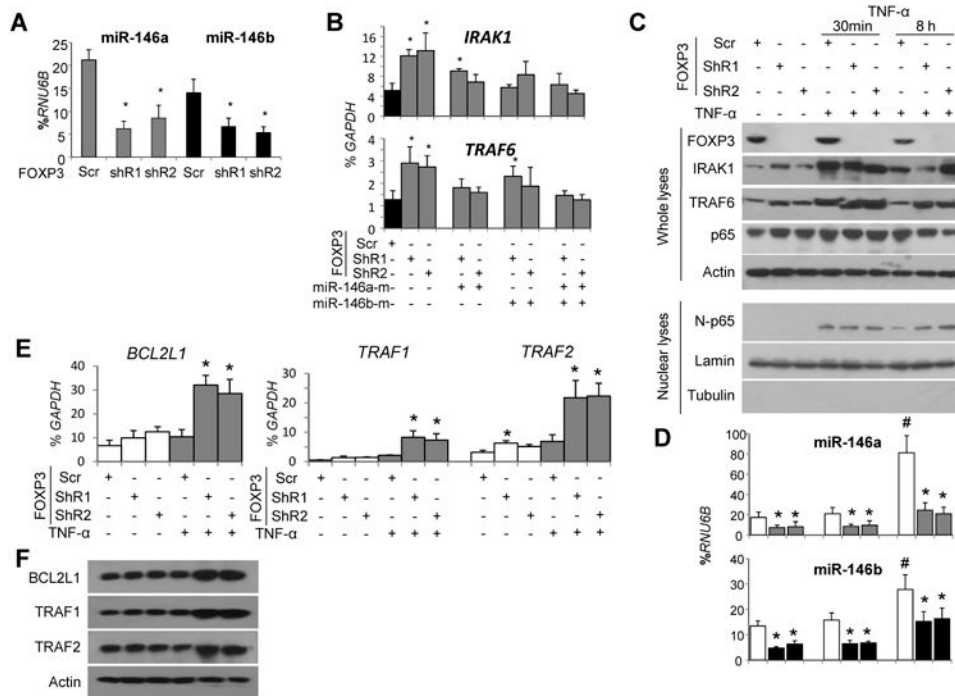 A
miR-146a miR-146b
%RNU6B
25
20
15
10
5
0
* * * *
FOXP3 Scr shR1 shR2 Scr shR1 shR2
B
IRAK1
16
12
8
4
0
* * *
% GAPDH
TRAF6
4
3
2
1
0
* * *
FOXP3
Scr +
ShR1 + + + +
ShR2 + + + +
miR-146a-m- + + + +
miR-146b-m- + + + +
C
TNF-α
30min 8 h
FOXP3
Scr + + +
ShR1 + + +
ShR2 + + +
TNF-α + + + + + +
Whole lyses
FOXP3
IRAK1
TRAF6
p65
Actin
Nuclear lyses
N-p65
Lamin
Tubulin
D
miR-146a
%RNU6B
100
80
60
40
20
0
* * * * # * *
miR-146b
40
30
20
10
0
* * * * # * *
E
BCL2L1
% GAPDH
40
30
20
10
0
* *
FOXP3
Scr + +
ShR1 + +
ShR2 + +
TNF-α + + +
TRAF1 TRAF2
% GAPDH
30
20
10
0
* * * * *
FOXP3
Scr + + + +
ShR1 + + + +
ShR2 + + + +
TNF-α + + + + + +
F
BCL2L1
TRAF1
TRAF2
Actin